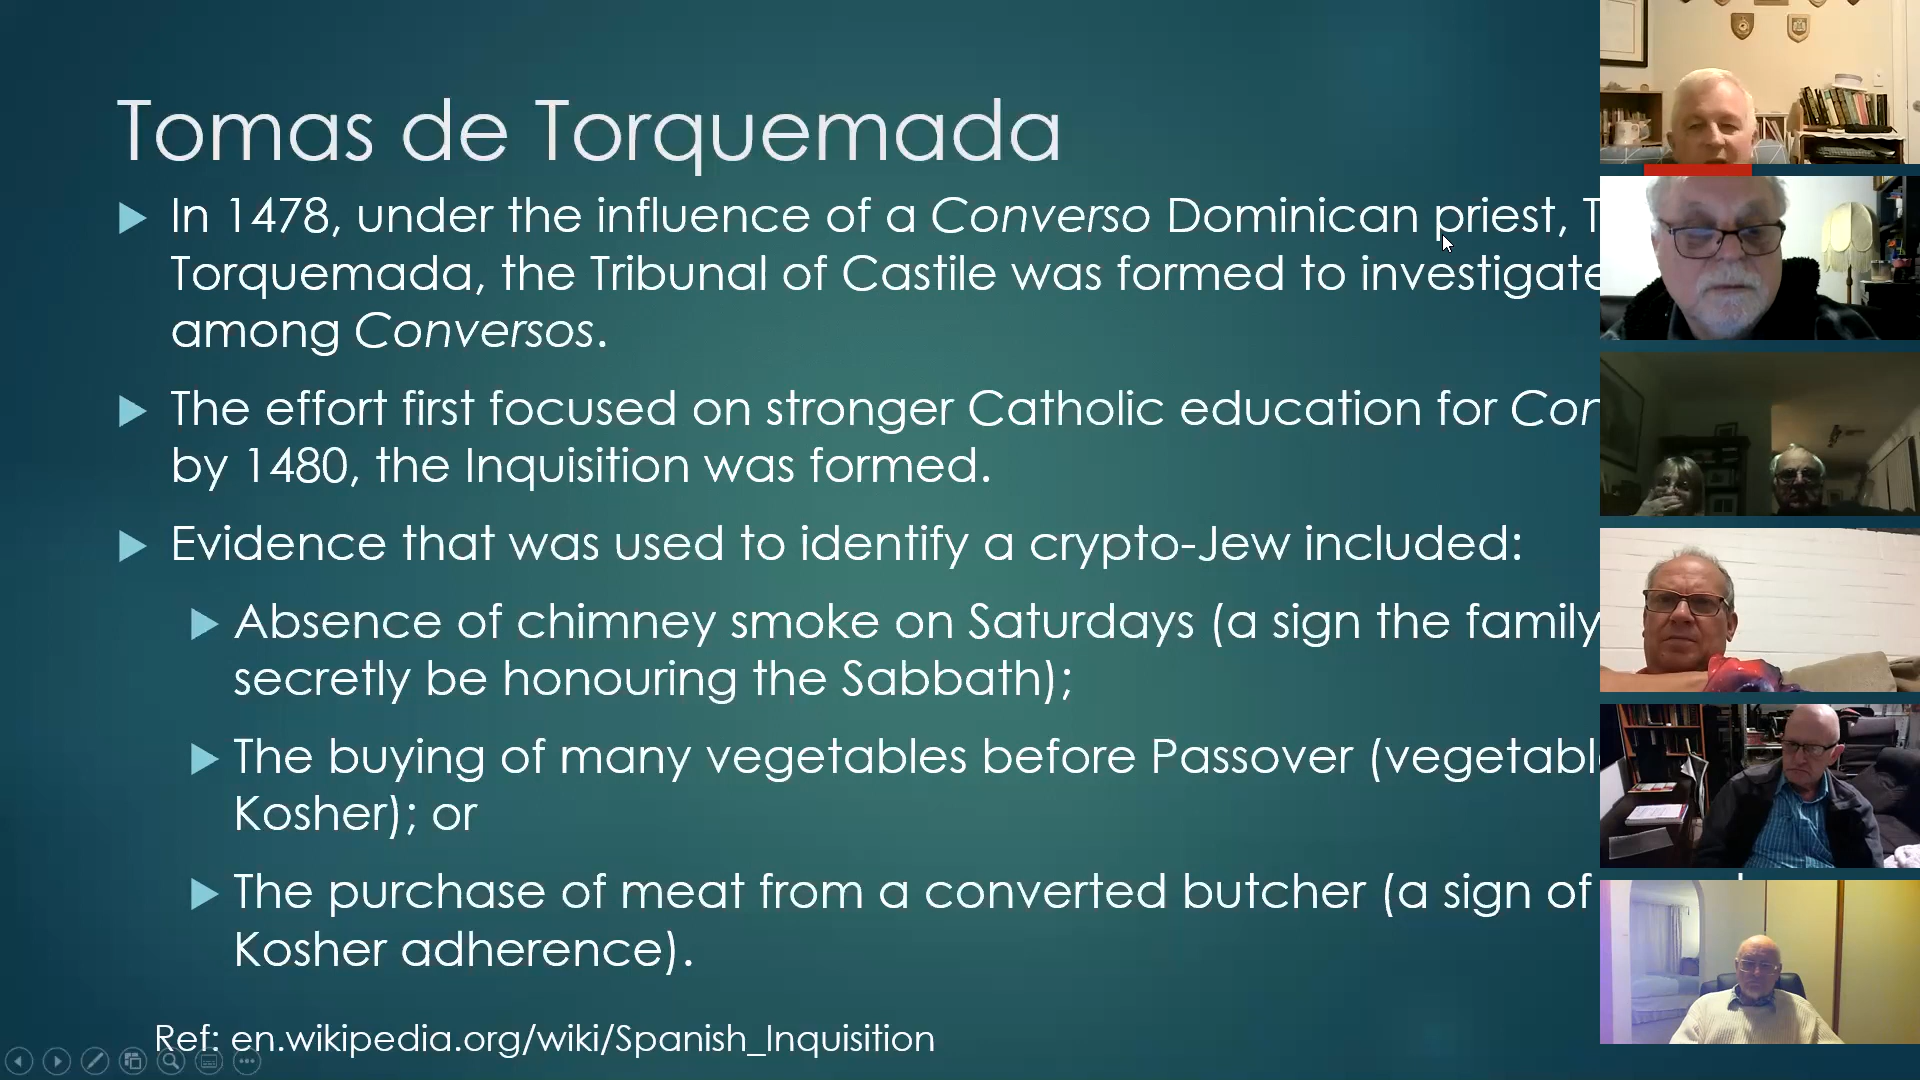 Tomas de Torquemada
In 1478, under the influence of a Converso Dominican priest, T
Torquemada, the Tribunal of Castile was formed to investigate
among Conversos.
The effort first focused on stronger Catholic education for Con
by 1480, the Inquisition was formed.
Evidence that was used to identify a crypto-Jew included:
Absence of chimney smoke on Saturdays (a sign the family
secretly be honouring the Sabbath);
The buying of many vegetables before Passover (vegetabl
Kosher); or
The purchase of meat from a converted butcher (a sign of
Kosher adherence).
Ref: en.wikipedia.org/wiki/Spanish_Inquisition